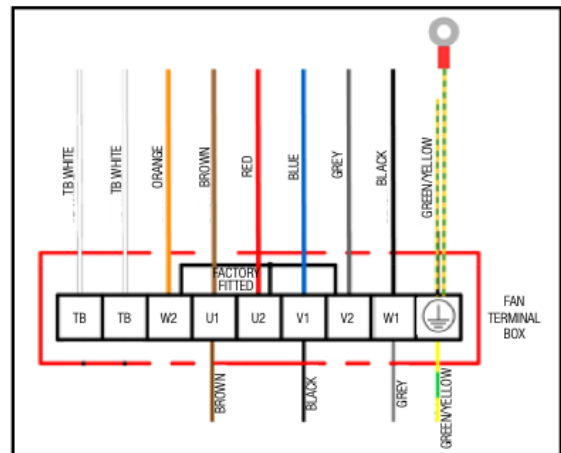 TB WHITE
TB WHITE
ORANGE
BROWN
RED
BLUE
GREY
BLACK
GREEN/YELLOW
FACTORY
FITTED
TB
TB
W2
U1
U2
V1
V2
W1
FAN
TERMINAL
BOX
BROWN
BLACK
GREY
GREEN/YELLOW